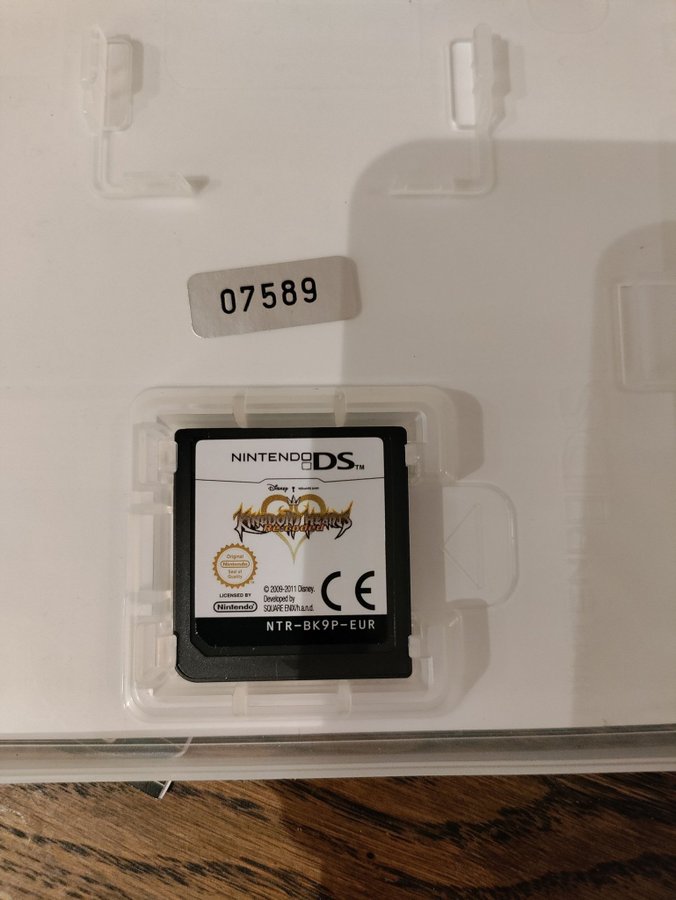 07589
NINTENDO DS™
Disney
KINGDOM HEARTS
Re:coded
Original
Nintendo
Seal of
Quality
LICENSED BY
Nintendo
© 2009-2011 Disney.
Developed by
SQUARE ENIX/h.a.n.d.
CE
NTR-BK9P-EUR